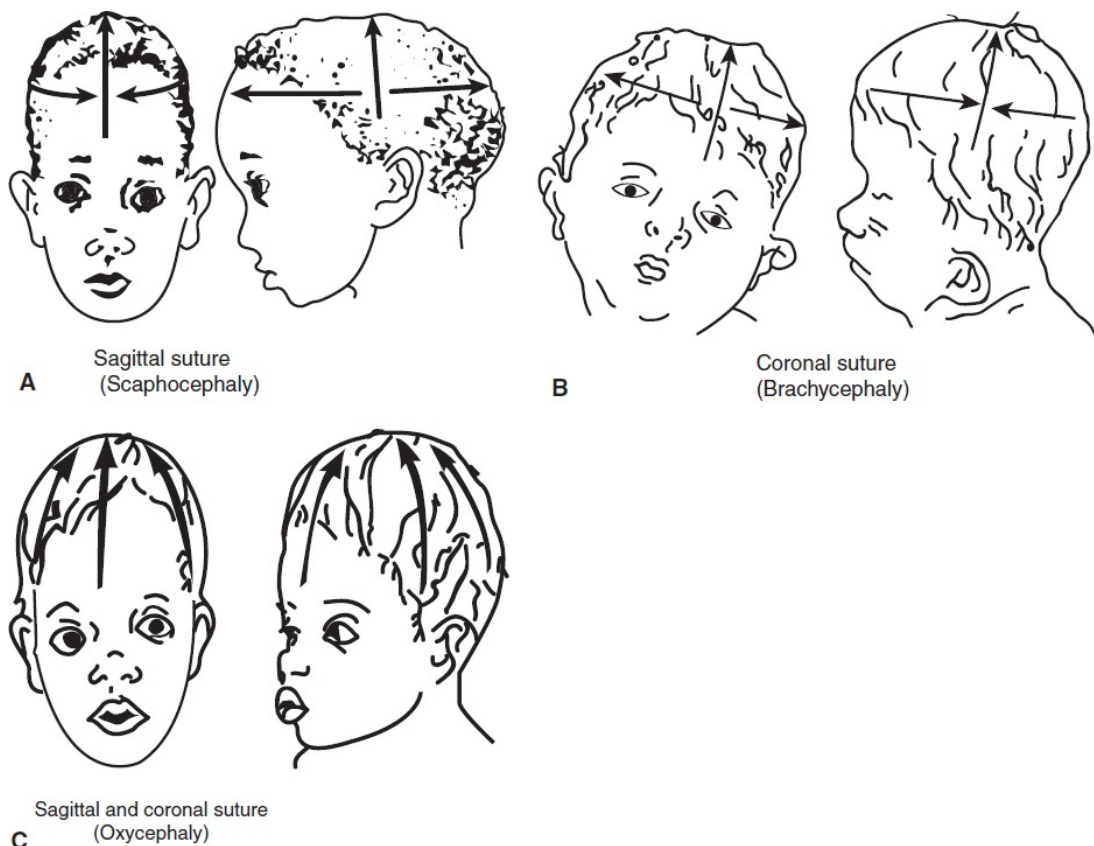 A
Sagittal suture
(Scaphocephaly)
B
Coronal suture
(Brachycephaly)
C
Sagittal and coronal suture
(Oxycephaly)